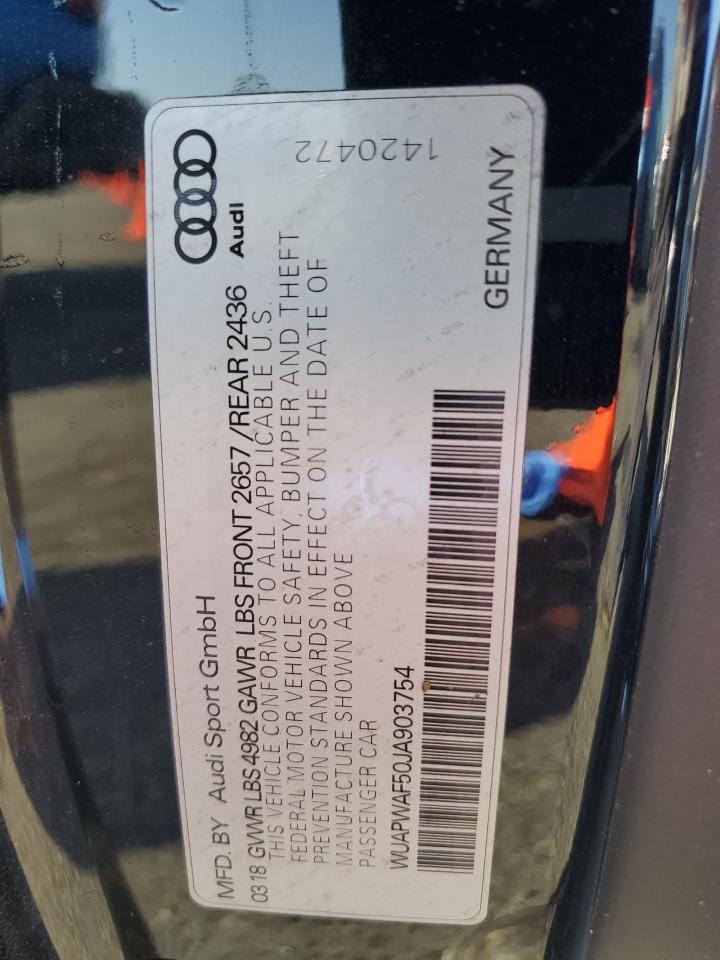 MFD. BY Audi Sport GmbH
Audi
03 18 GVWR LBS 4982 GAWR LBS FRONT 2657 /REAR 2436
THIS VEHICLE CONFORMS TO ALL APPLICABLE U.S.
FEDERAL MOTOR VEHICLE SAFETY, BUMPER AND THEFT
PREVENTION STANDARDS IN EFFECT ON THE DATE OF
MANUFACTURE SHOWN ABOVE
PASSENGER CAR
1420472
WUAPWAF50JA903754
GERMANY